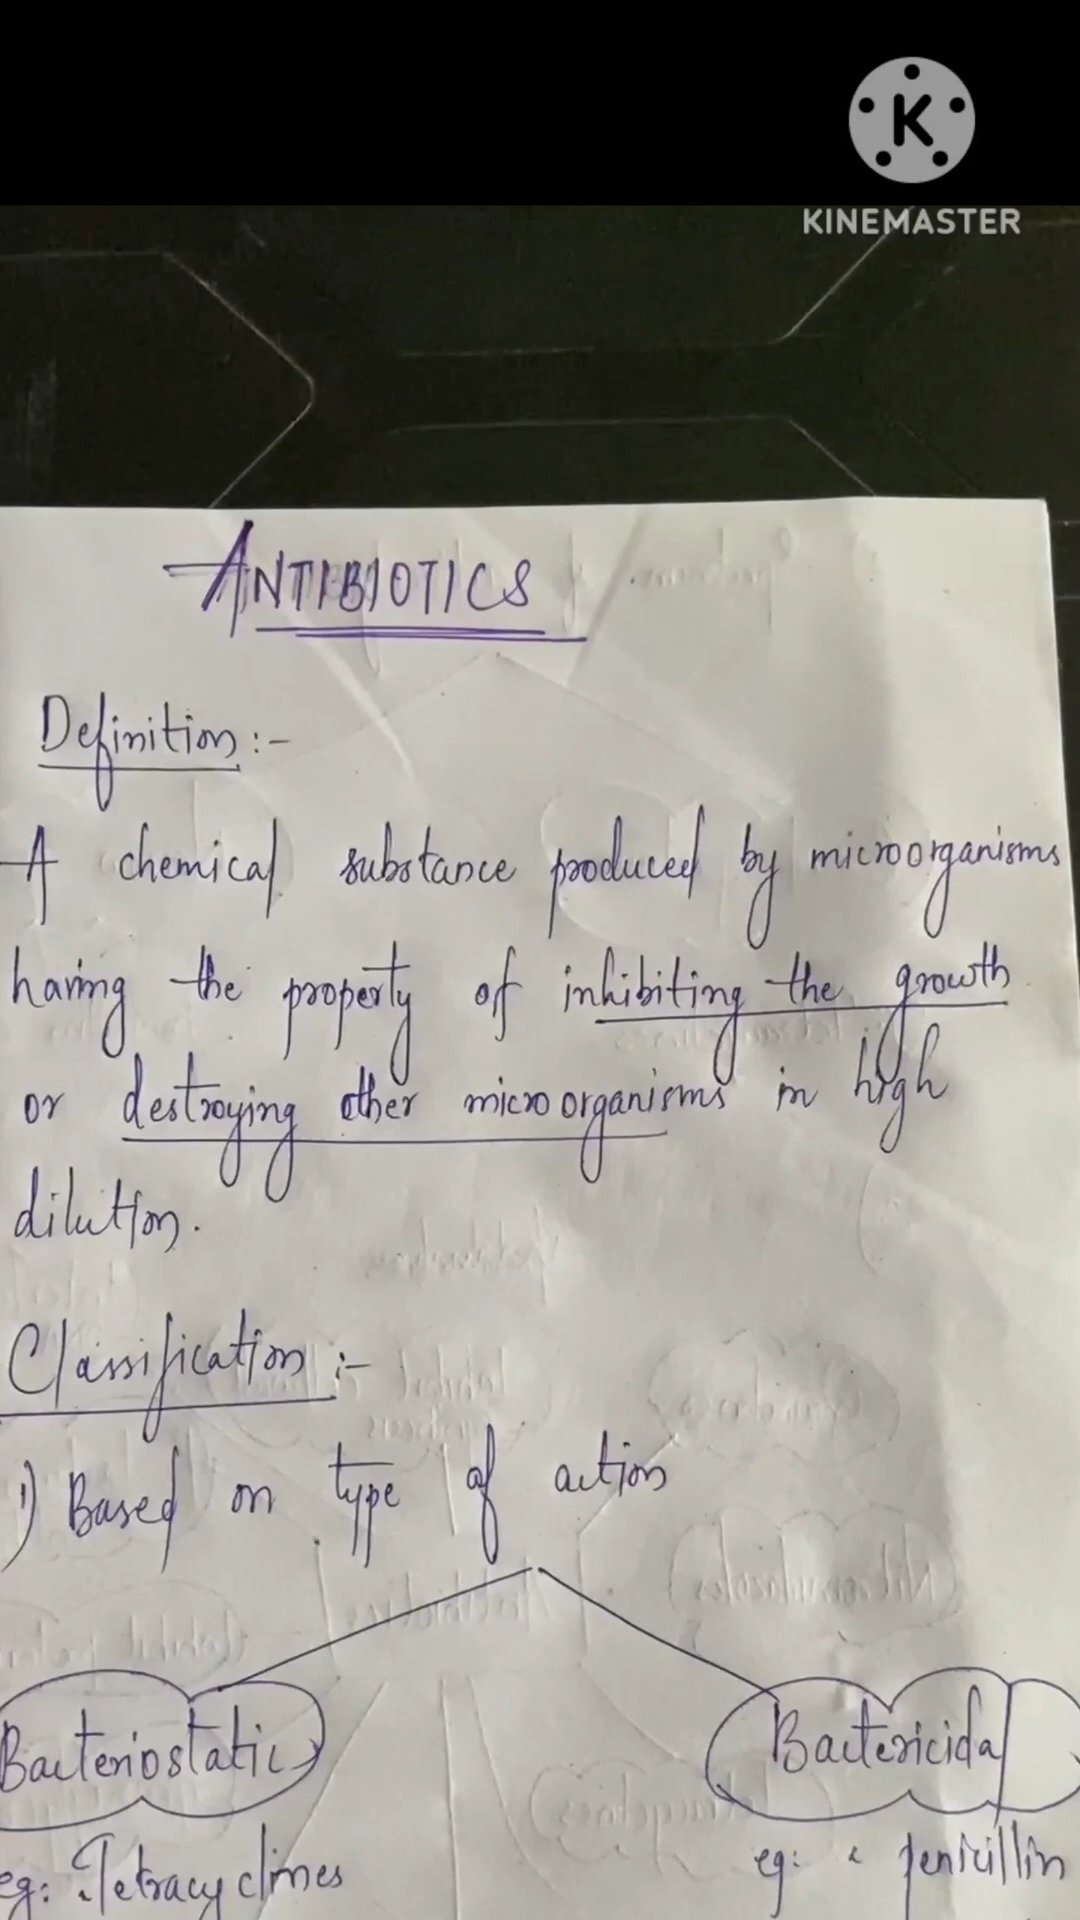 K
KINEMASTER
ANTIBIOTICS
Definition :-
A chemical substance produced by microorganisms
having the property of inhibiting the growth
or destroying other microorganisms in high
dilution.
Classification :-
1) Based on type of action
Bacteriostatic Bactericidal
eg: Tetracyclines eg: penicillin